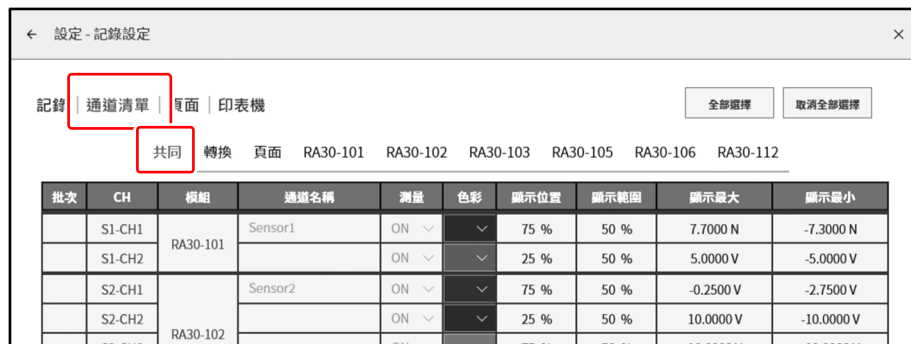 ← 設定 - 記錄設定 ×
記錄 | 通道清單 | 頁面 | 印表機 全部選擇 取消全部選擇
共同 轉換 頁面 RA30-101 RA30-102 RA30-103 RA30-105 RA30-106 RA30-112
批次 CH 模組 通道名稱 測量 色彩 顯示位置 顯示範圍 顯示最大 顯示最小
S1-CH1 RA30-101 Sensor1 ON 75 % 50 % 7.7000 N -7.3000 N
S1-CH2 ON 25 % 50 % 5.0000 V -5.0000 V
S2-CH1 RA30-102 Sensor2 ON 75 % 50 % -0.2500 V -2.7500 V
S2-CH2 ON 25 % 50 % 10.0000 V -10.0000 V